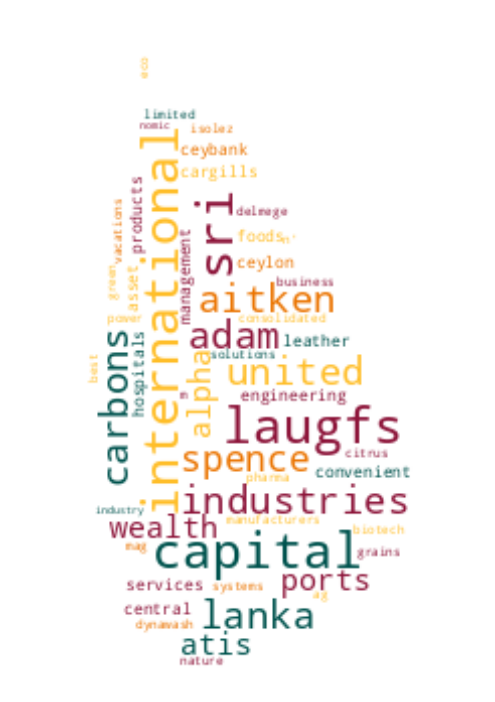 eco
limited
nomic
isolez
international
ceybank
cargills
products
sri
delmege
vacations
management
foods
n'
green
asset
ceylon
business
aitken
power
consolidated
adam
leather
carbons
hospitals
solutions
alpha
best
united
engineering
laugfs
citrus
spence
convenient
pharma
industries
industry
wealth
manufacturers
biotech
mag
capital
grains
services
systems
ports
ag
central
lanka
dynawash
atis
nature